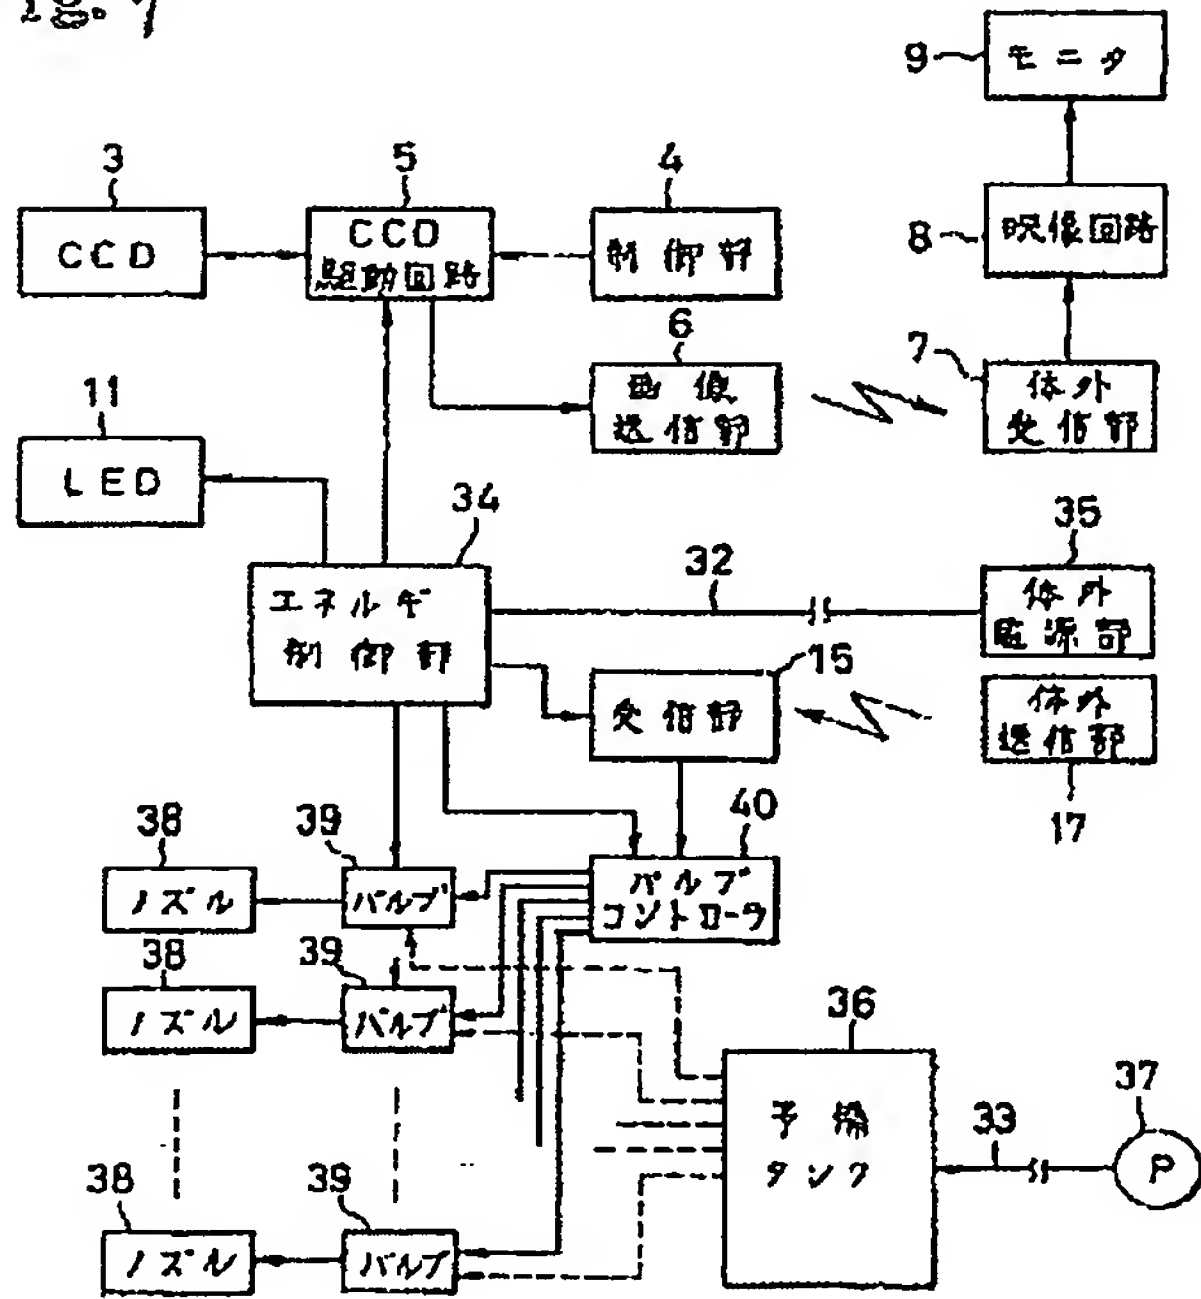 9
モニタ
3
5
4
CCD
CCD
駆動回路
制御部
8
映像回路
6
画像
送信部
7
体外
受信部
11
LED
34
エネルギ
制御部
32
35
体外
電源部
15
受信部
体外
送信部
17
38
39
40
ノズル
バルブ
バルブ
コントローラ
38
39
ノズル
バルブ
36
予備
タンク
33
37
P
38
39
ノズル
バルブ